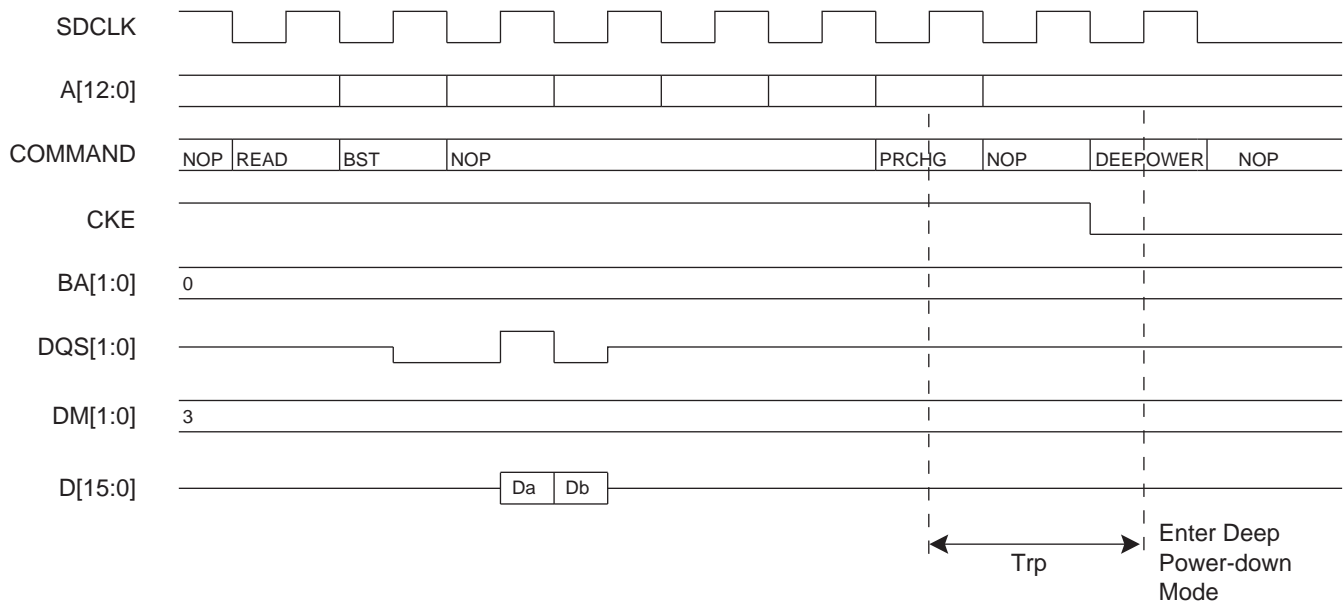 SDCLK
A[12:0]
COMMAND NOP READ BST NOP PRCHG NOP DEEPOWER NOP
CKE
BA[1:0] 0
DQS[1:0]
DM[1:0] 3
D[15:0] Da Db
Trp
Enter Deep
Power-down
Mode